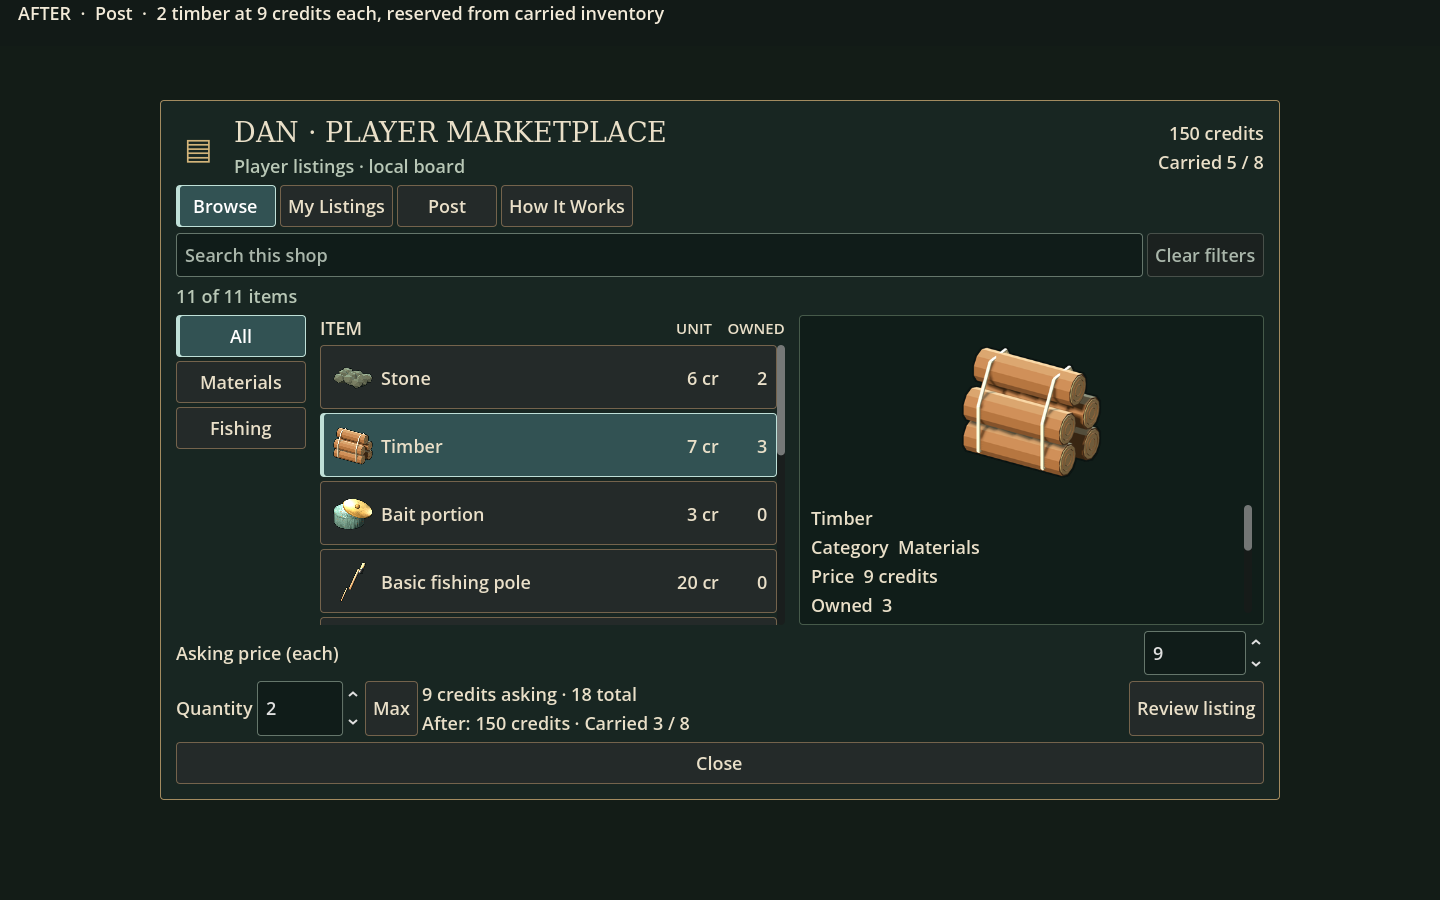 AFTER · Post · 2 timber at 9 credits each, reserved from carried inventory
DAN · PLAYER MARKETPLACE
Player listings · local board
150 credits
Carried 5 / 8
Browse
My Listings
Post
How It Works
Search this shop
Clear filters
11 of 11 items
All
Materials
Fishing
ITEM UNIT OWNED
Stone 6 cr 2
Timber 7 cr 3
Bait portion 3 cr 0
Basic fishing pole 20 cr 0
Timber
Category Materials
Price 9 credits
Owned 3
Asking price (each) 9
Quantity 2
Max
9 credits asking · 18 total
After: 150 credits · Carried 3 / 8
Review listing
Close